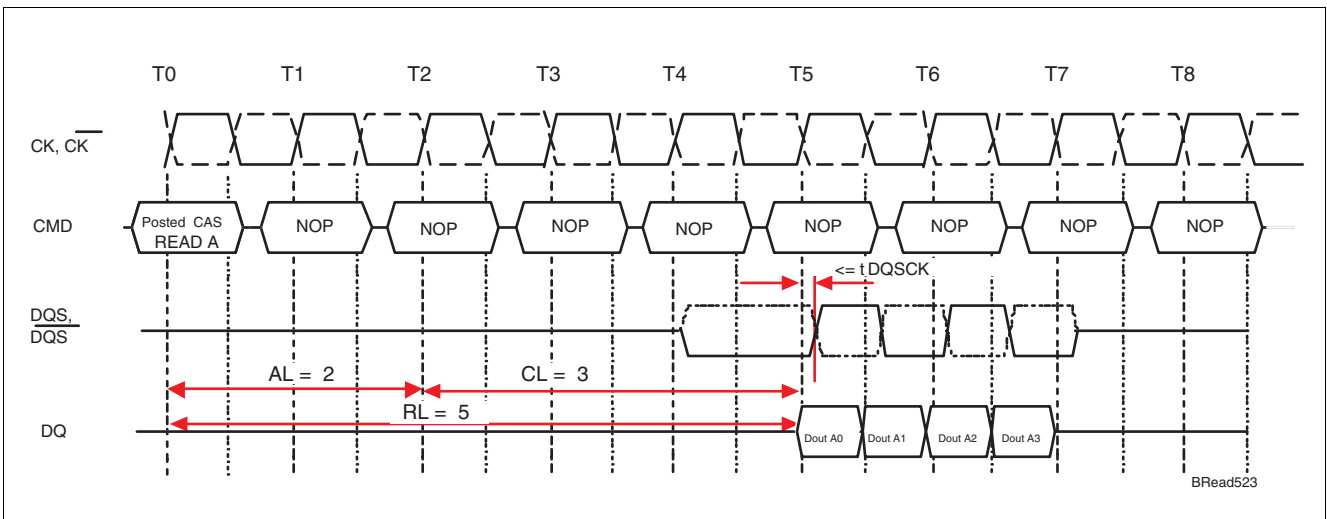 T0 T1 T2 T3 T4 T5 T6 T7 T8
CK, CK
CMD
Posted CAS
READ A
NOP NOP NOP NOP NOP NOP NOP NOP
<= t DQSCK
DQS,
DQS
AL = 2
CL = 3
RL = 5
DQ
Dout A0 Dout A1 Dout A2 Dout A3
BRead523